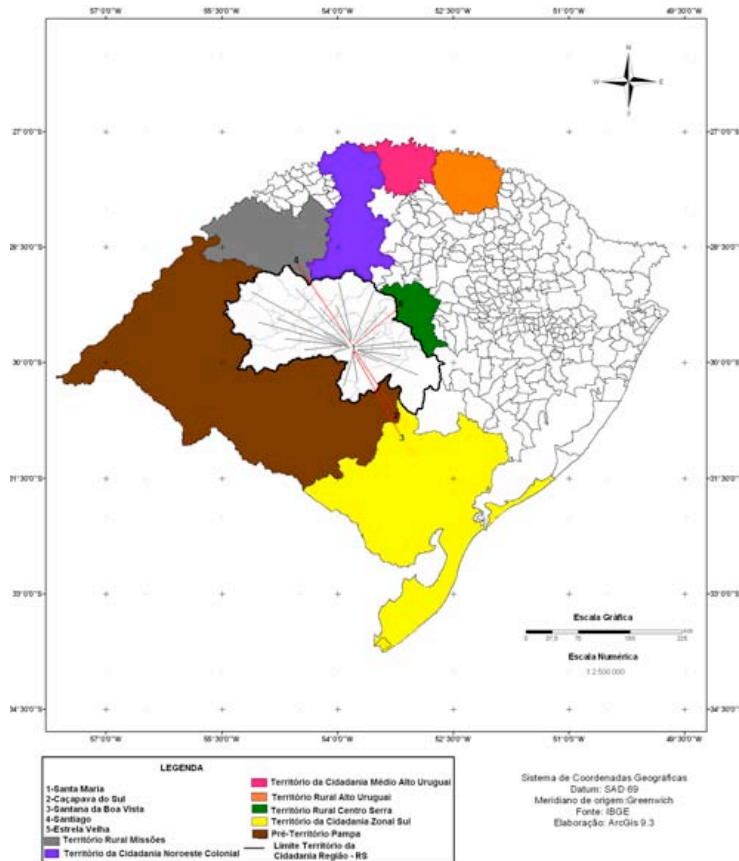 57°0'0"S
55°30'0"W
54°0'0"W
52°30'0"W
51°0'0"W
N
W E
S
27°0'0"S
27°0'0"S
28°30'0"S
28°30'0"S
4
5
30°0'0"S
30°0'0"S
2
3
31°30'0"S
31°30'0"S
33°0'0"S
33°0'0"S
Escala Gráfica
Escala Numérica
1:2.500.000
34°30'0"S
34°30'0"S
57°0'0"W
55°30'0"W
54°0'0"W
52°30'0"W
51°0'0"W
LEGENDA
1-Santa Maria
2-Caçapava do Sul
3-Santana da Boa Vista
4-Santiago
5-Estrela Velha
Território Rural Missões
Território da Cidadania Noroeste Colonial
Território da Cidadania Médio Alto Uruguai
Território Rural Alto Uruguai
Território Rural Centro Serra
Território da Cidadania Zonal Sul
Pré-Território Pampa
Limite Território da
Cidadania Região - RS
Sistema de Coordenadas Geográficas
Datum: SAD 69
Meridiano de origem:Greenwich
Fonte: IBGE
Elaboração: ArcGis 9.3